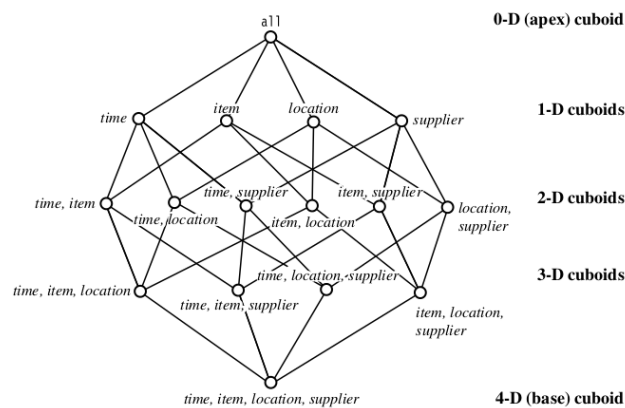 all
0-D (apex) cuboid
time
item
location
supplier
1-D cuboids
time, item
time, location
time, supplier
item, location
item, supplier
location,
supplier
2-D cuboids
time, item, location
time, item, supplier
time, location, supplier
item, location,
supplier
3-D cuboids
time, item, location, supplier
4-D (base) cuboid